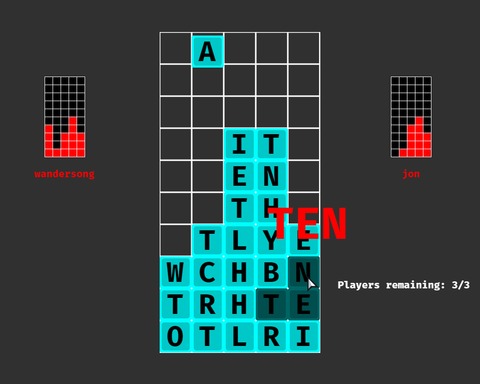 A
I T
E N
T H
TEN
T L Y E
W C H B N
T R H T E
O T L R I
wandersong
jon
Players remaining: 3/3